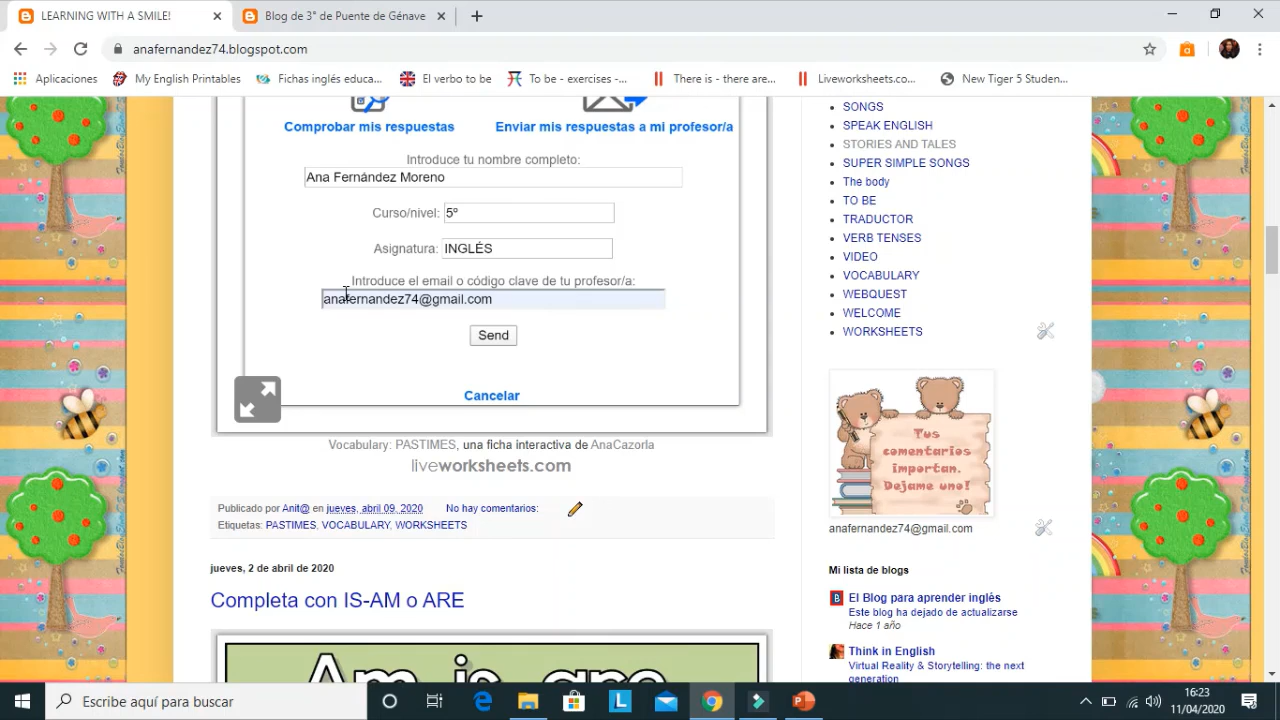 LEARNING WITH A SMILE!
Blog de 3° de Puente de Génave
anafernandez74.blogspot.com
Aplicaciones
My English Printables
Fichas inglés educa...
El verbo to be
To be - exercises -...
There is - there are...
Liveworksheets.co...
New Tiger 5 Studen...
Comprobar mis respuestas
Enviar mis respuestas a mi profesor/a
Introduce tu nombre completo:
Ana Fernández Moreno
Curso/nivel: 5º
Asignatura: INGLÉS
Introduce el email o código clave de tu profesor/a:
anafernandez74@gmail.com
Send
Cancelar
Vocabulary: PASTIMES, una ficha interactiva de AnaCazorla
liveworksheets.com
Publicado por Anit@ en jueves, abril 09, 2020 No hay comentarios:
Etiquetas: PASTIMES, VOCABULARY, WORKSHEETS
jueves, 2 de abril de 2020
Completa con IS-AM o ARE
Am is are
SONGS
SPEAK ENGLISH
STORIES AND TALES
SUPER SIMPLE SONGS
The body
TO BE
TRADUCTOR
VERB TENSES
VIDEO
VOCABULARY
WEBQUEST
WELCOME
WORKSHEETS
Tus
comentarios
importan.
Dejame uno!
anafernandez74@gmail.com
Mi lista de blogs
El Blog para aprender inglés
Este blog ha dejado de actualizarse
Hace 1 año
Think in English
Virtual Reality & Storytelling: the next
generation
Escribe aquí para buscar
16:23
11/04/2020